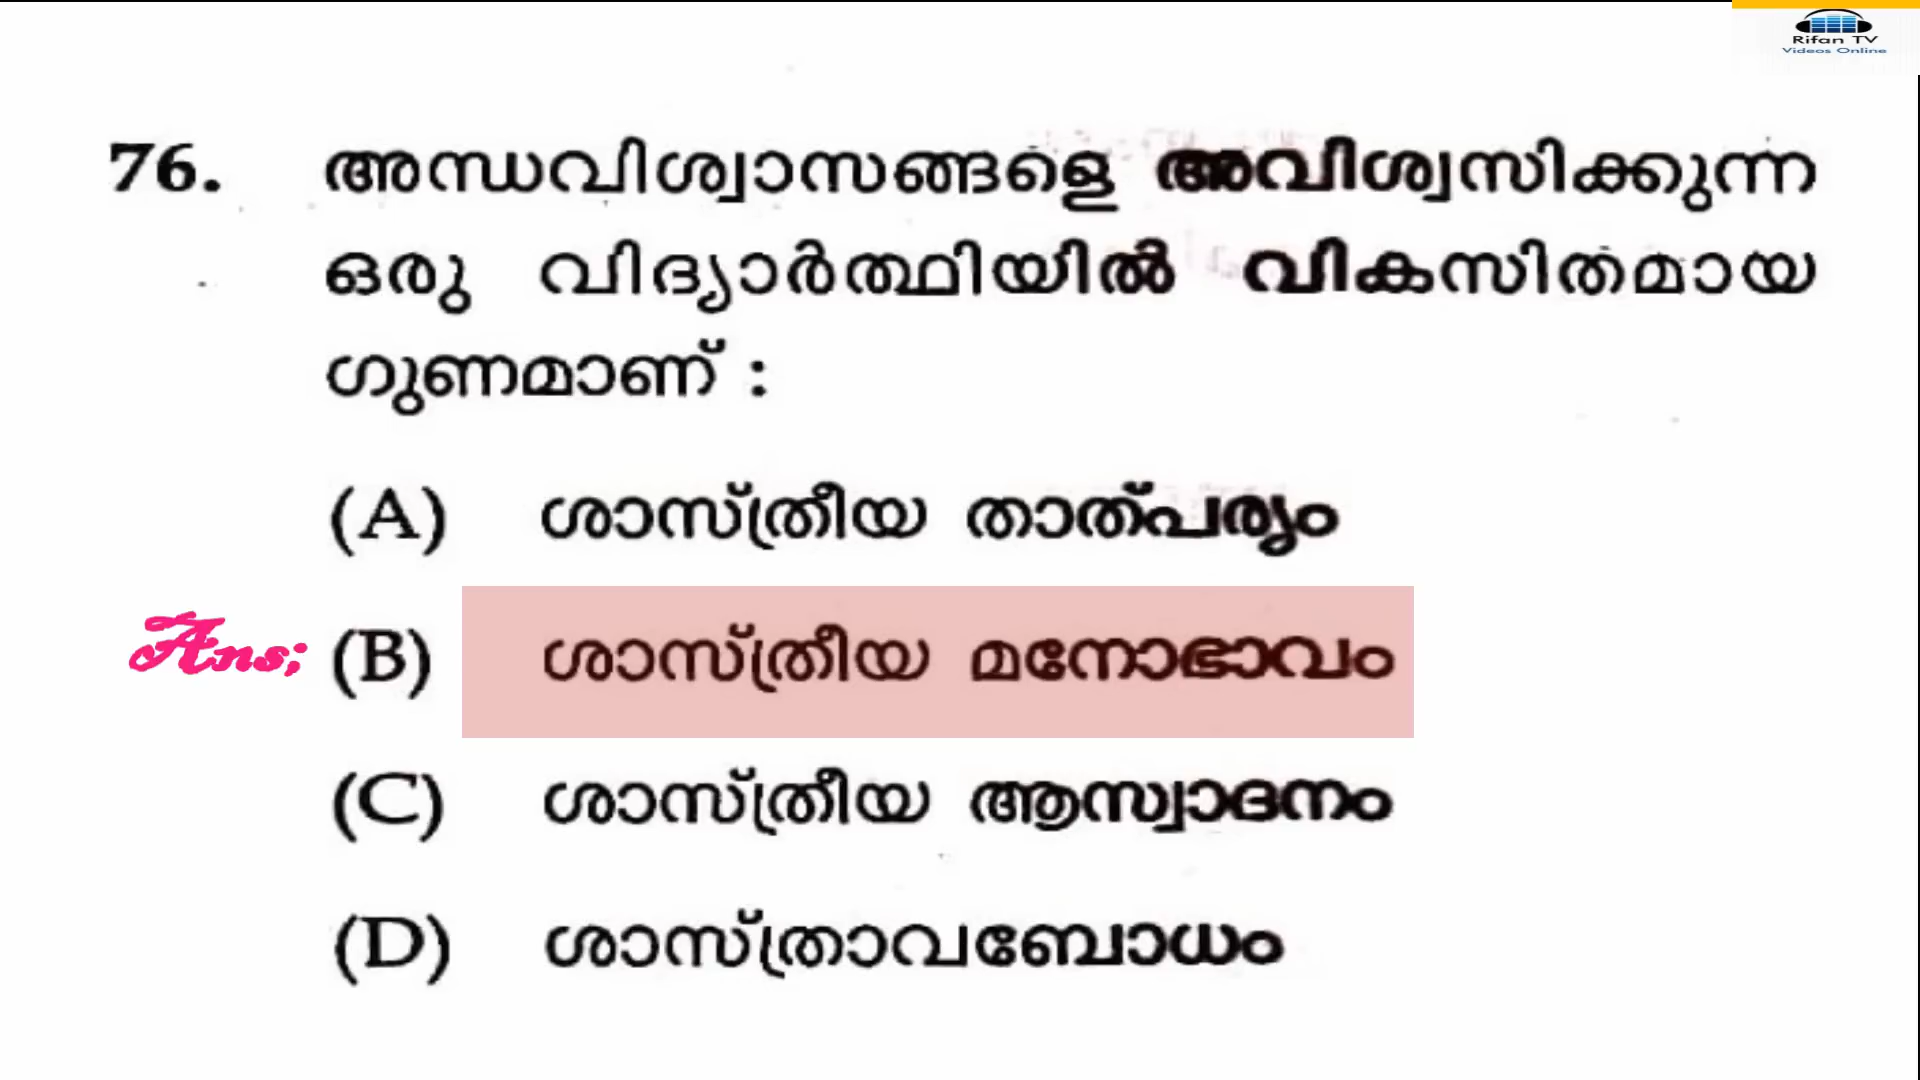 Rifan TV
Videos Online
76. അന്ധവിശ്വാസങ്ങളെ അവിശ്വസിക്കുന്ന
ഒരു വിദ്യാർത്ഥിയിൽ വികസിതമായ
ഗുണമാണ് :
(A) ശാസ്ത്രീയ താത്പര്യം
Ans; (B) ശാസ്ത്രീയ മനോഭാവം
(C) ശാസ്ത്രീയ ആസ്വാദനം
(D) ശാസ്ത്രാവബോധം